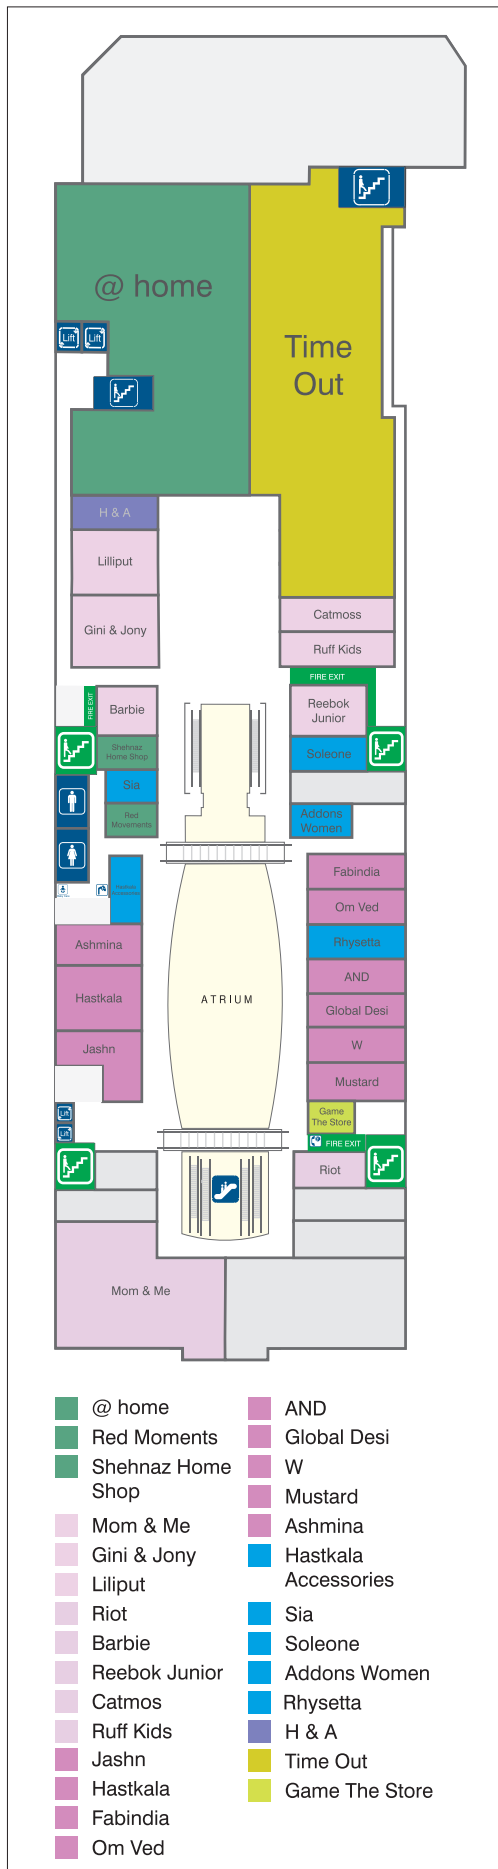 @ home
Time
Out
Lift
Lift
H & A
Lilliput
Gini & Jony
Catmoss
Ruff Kids
FIRE EXIT
FIRE EXIT
Barbie
Reebok
Junior
Shehnaz
Home Shop
Soleone
Sia
Red
Movements
Addons
Women
Fabindia
Om Ved
Ashmina
Rhysetta
Hastkala
ATRIUM
AND
Global Desi
Jashn
W
Mustard
Lift
Lift
Game
The Store
FIRE EXIT
Riot
Mom & Me
@ home
Red Moments
Shehnaz Home
Shop
Mom & Me
Gini & Jony
Liliput
Riot
Barbie
Reebok Junior
Catmos
Ruff Kids
Jashn
Hastkala
Fabindia
Om Ved
AND
Global Desi
W
Mustard
Ashmina
Hastkala
Accessories
Sia
Soleone
Addons Women
Rhysetta
H & A
Time Out
Game The Store